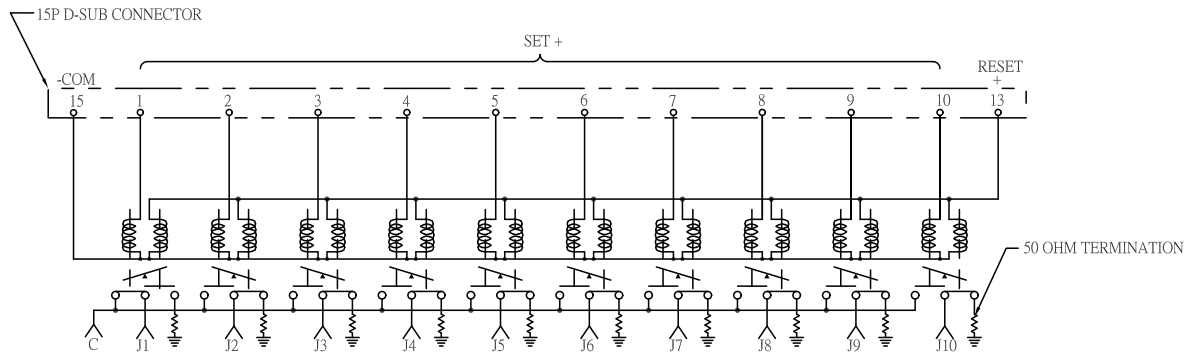 15P D-SUB CONNECTOR
SET +
-COM
RESET
+
15 1 2 3 4 5 6 7 8 9 10 13
50 OHM TERMINATION
C J1 J2 J3 J4 J5 J6 J7 J8 J9 J10